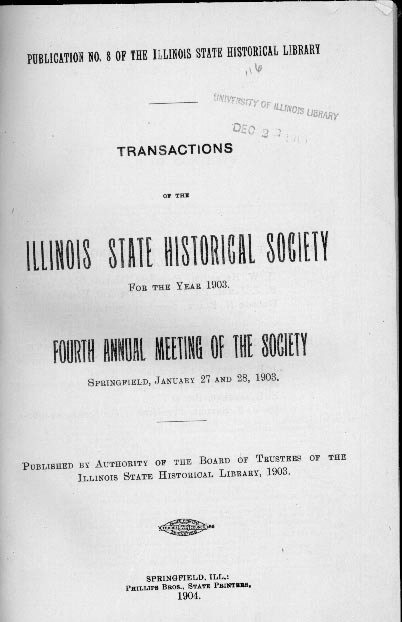 PUBLICATION NO. 8 OF THE ILLINOIS STATE HISTORICAL LIBRARY
116
UNIVERSITY OF ILLINOIS LIBRARY
DEC
TRANSACTIONS
OF THE
ILLINOIS STATE HISTORICAL SOCIETY
FOR THE YEAR 1903.
FOURTH ANNUAL MEETING OF THE SOCIETY
SPRINGFIELD, JANUARY 27 AND 28, 1903.
PUBLISHED BY AUTHORITY OF THE BOARD OF TRUSTEES OF THE
ILLINOIS STATE HISTORICAL LIBRARY, 1903.
SPRINGFIELD, ILL.:
PHILLIPS BROS., STATE PRINTERS,
1904.